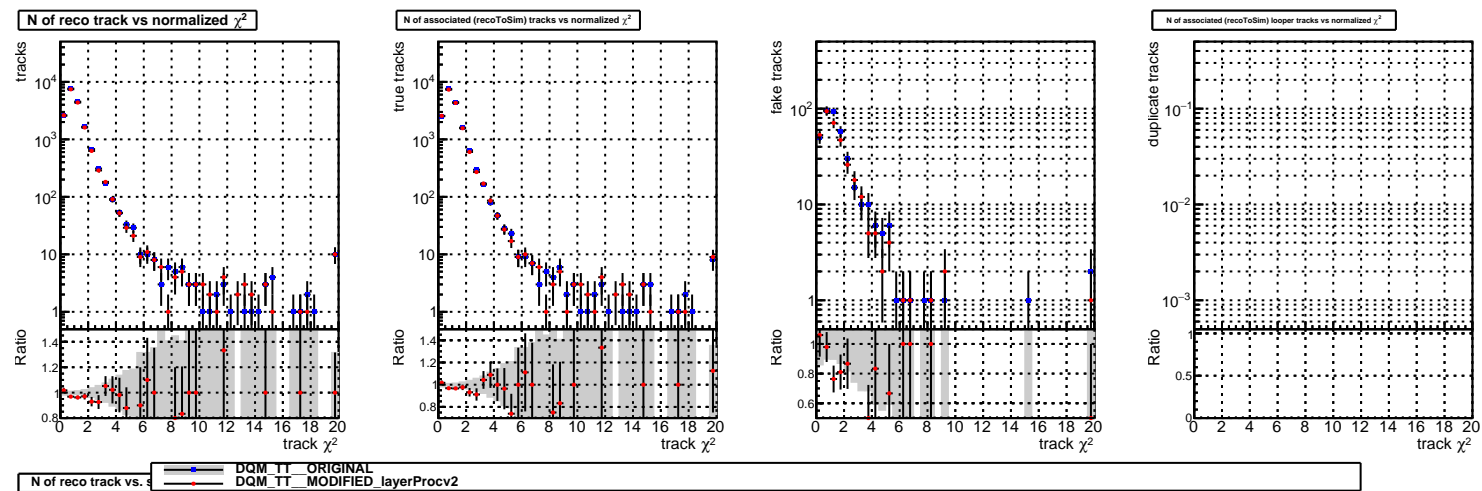 N of reco track vs normalized χ²
N of associated (recoToSim) tracks vs normalized χ²
N of associated (recoToSim) looper tracks vs normalized χ²
tracks
10⁴
10³
10²
10
1
Ratio
1.4
1.2
1
0.8
0 2 4 6 8 10 12 14 16 18 20
track χ²
true tracks
10⁴
10³
10²
10
1
Ratio
1.4
1.2
1
0.8
0 2 4 6 8 10 12 14 16 18 20
track χ²
fake tracks
10²
10
1
Ratio
1
0.8
0.6
0 2 4 6 8 10 12 14 16 18 20
track χ²
duplicate tracks
10⁻¹
10⁻²
10⁻³
Ratio
1
0.5
0
0 2 4 6 8 10 12 14 16 18 20
track χ²
N of reco track vs. s
DQM_TT__ORIGINAL
DQM_TT__MODIFIED_layerProcv2